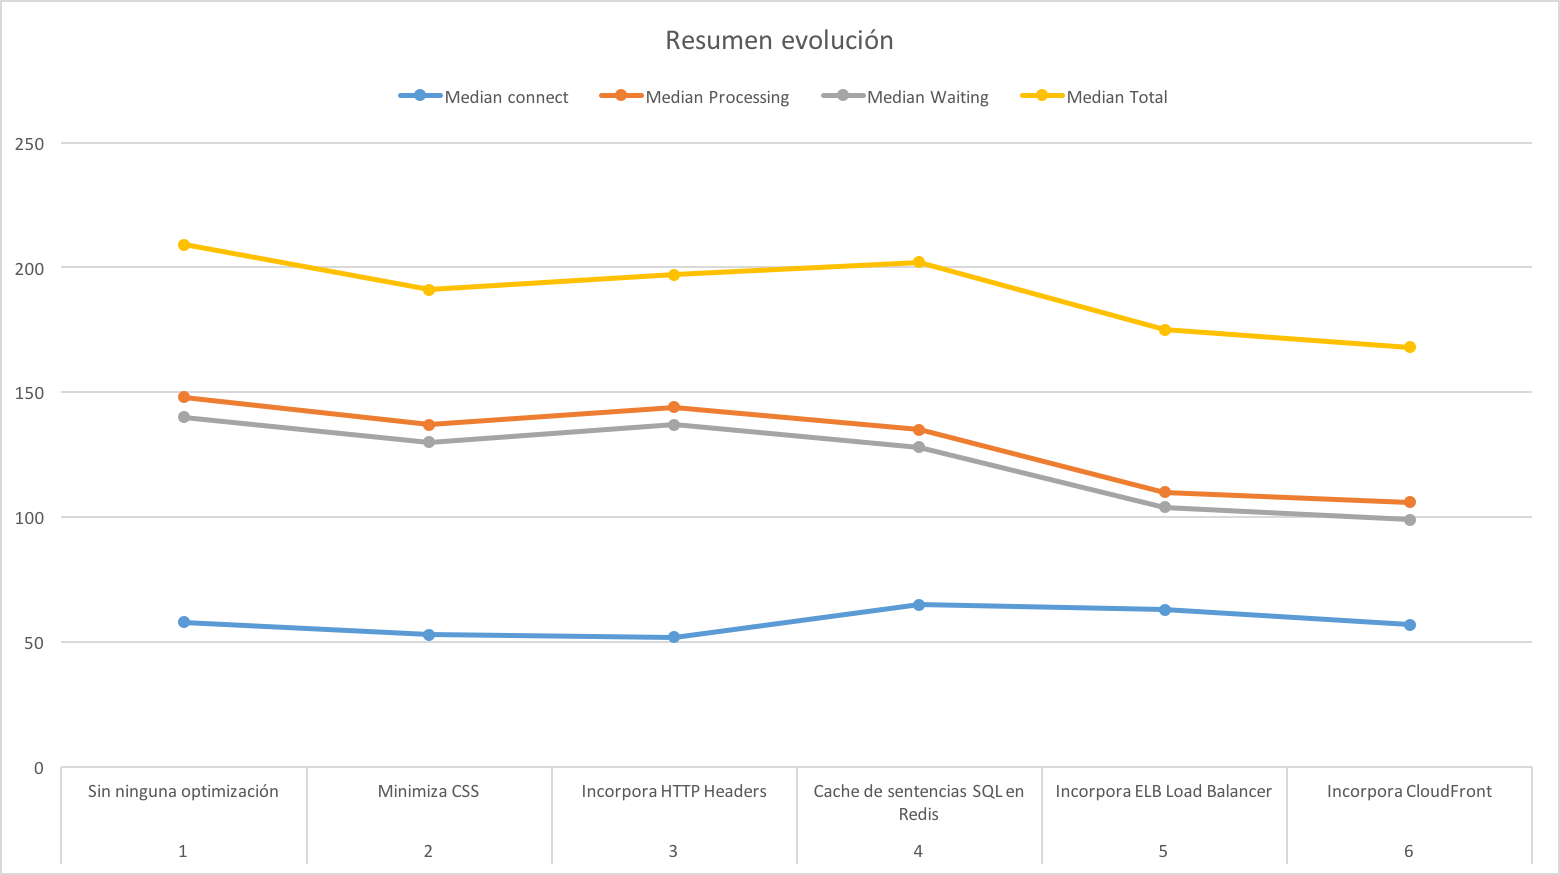 Resumen evolución
Median connect Median Processing Median Waiting Median Total
250
200
150
100
50
0
Sin ninguna optimización Minimiza CSS Incorpora HTTP Headers Cache de sentencias SQL en Incorpora ELB Load Balancer Incorpora CloudFront
Redis
1 2 3 4 5 6